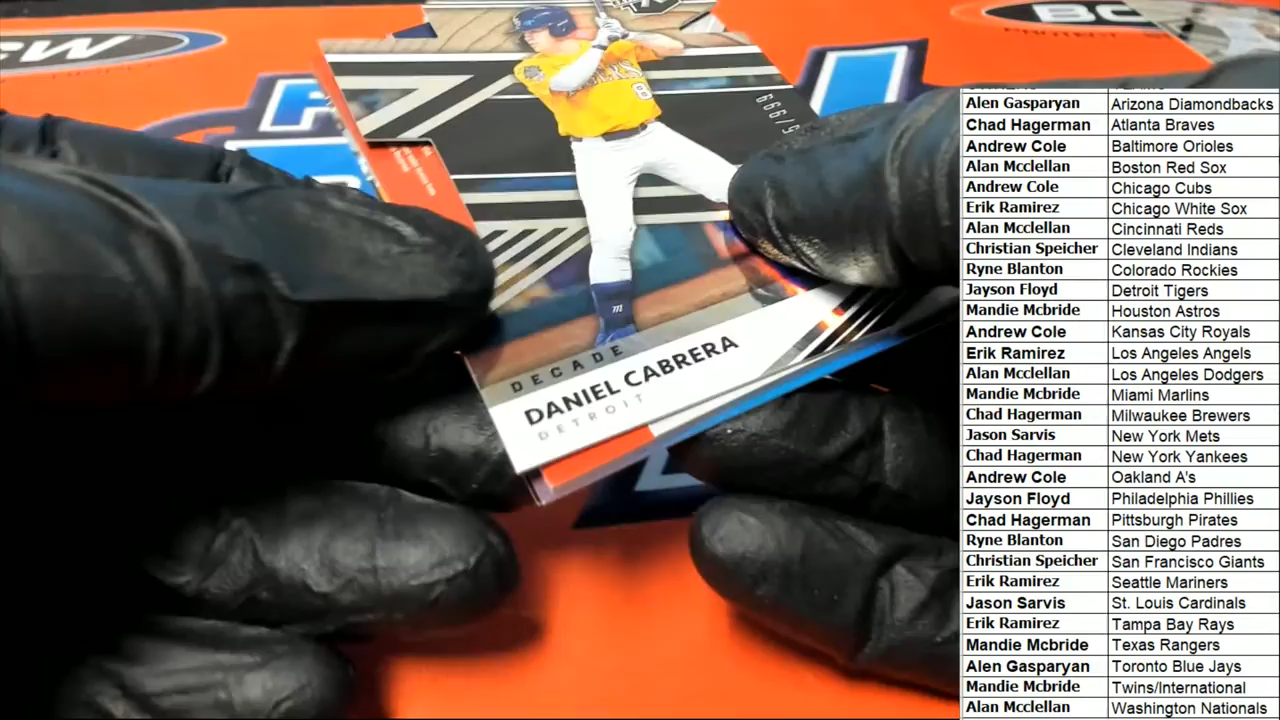 CW
BC
5/999
8
DECADE
DANIEL CABRERA
DETROIT
Alen Gasparyan Arizona Diamondbacks
Chad Hagerman Atlanta Braves
Andrew Cole Baltimore Orioles
Alan Mcclellan Boston Red Sox
Andrew Cole Chicago Cubs
Erik Ramirez Chicago White Sox
Alan Mcclellan Cincinnati Reds
Christian Speicher Cleveland Indians
Ryne Blanton Colorado Rockies
Jayson Floyd Detroit Tigers
Mandie Mcbride Houston Astros
Andrew Cole Kansas City Royals
Erik Ramirez Los Angeles Angels
Alan Mcclellan Los Angeles Dodgers
Mandie Mcbride Miami Marlins
Chad Hagerman Milwaukee Brewers
Jason Sarvis New York Mets
Chad Hagerman New York Yankees
Andrew Cole Oakland A's
Jayson Floyd Philadelphia Phillies
Chad Hagerman Pittsburgh Pirates
Ryne Blanton San Diego Padres
Christian Speicher San Francisco Giants
Erik Ramirez Seattle Mariners
Jason Sarvis St. Louis Cardinals
Erik Ramirez Tampa Bay Rays
Mandie Mcbride Texas Rangers
Alen Gasparyan Toronto Blue Jays
Mandie Mcbride Twins/International
Alan Mcclellan Washington Nationals